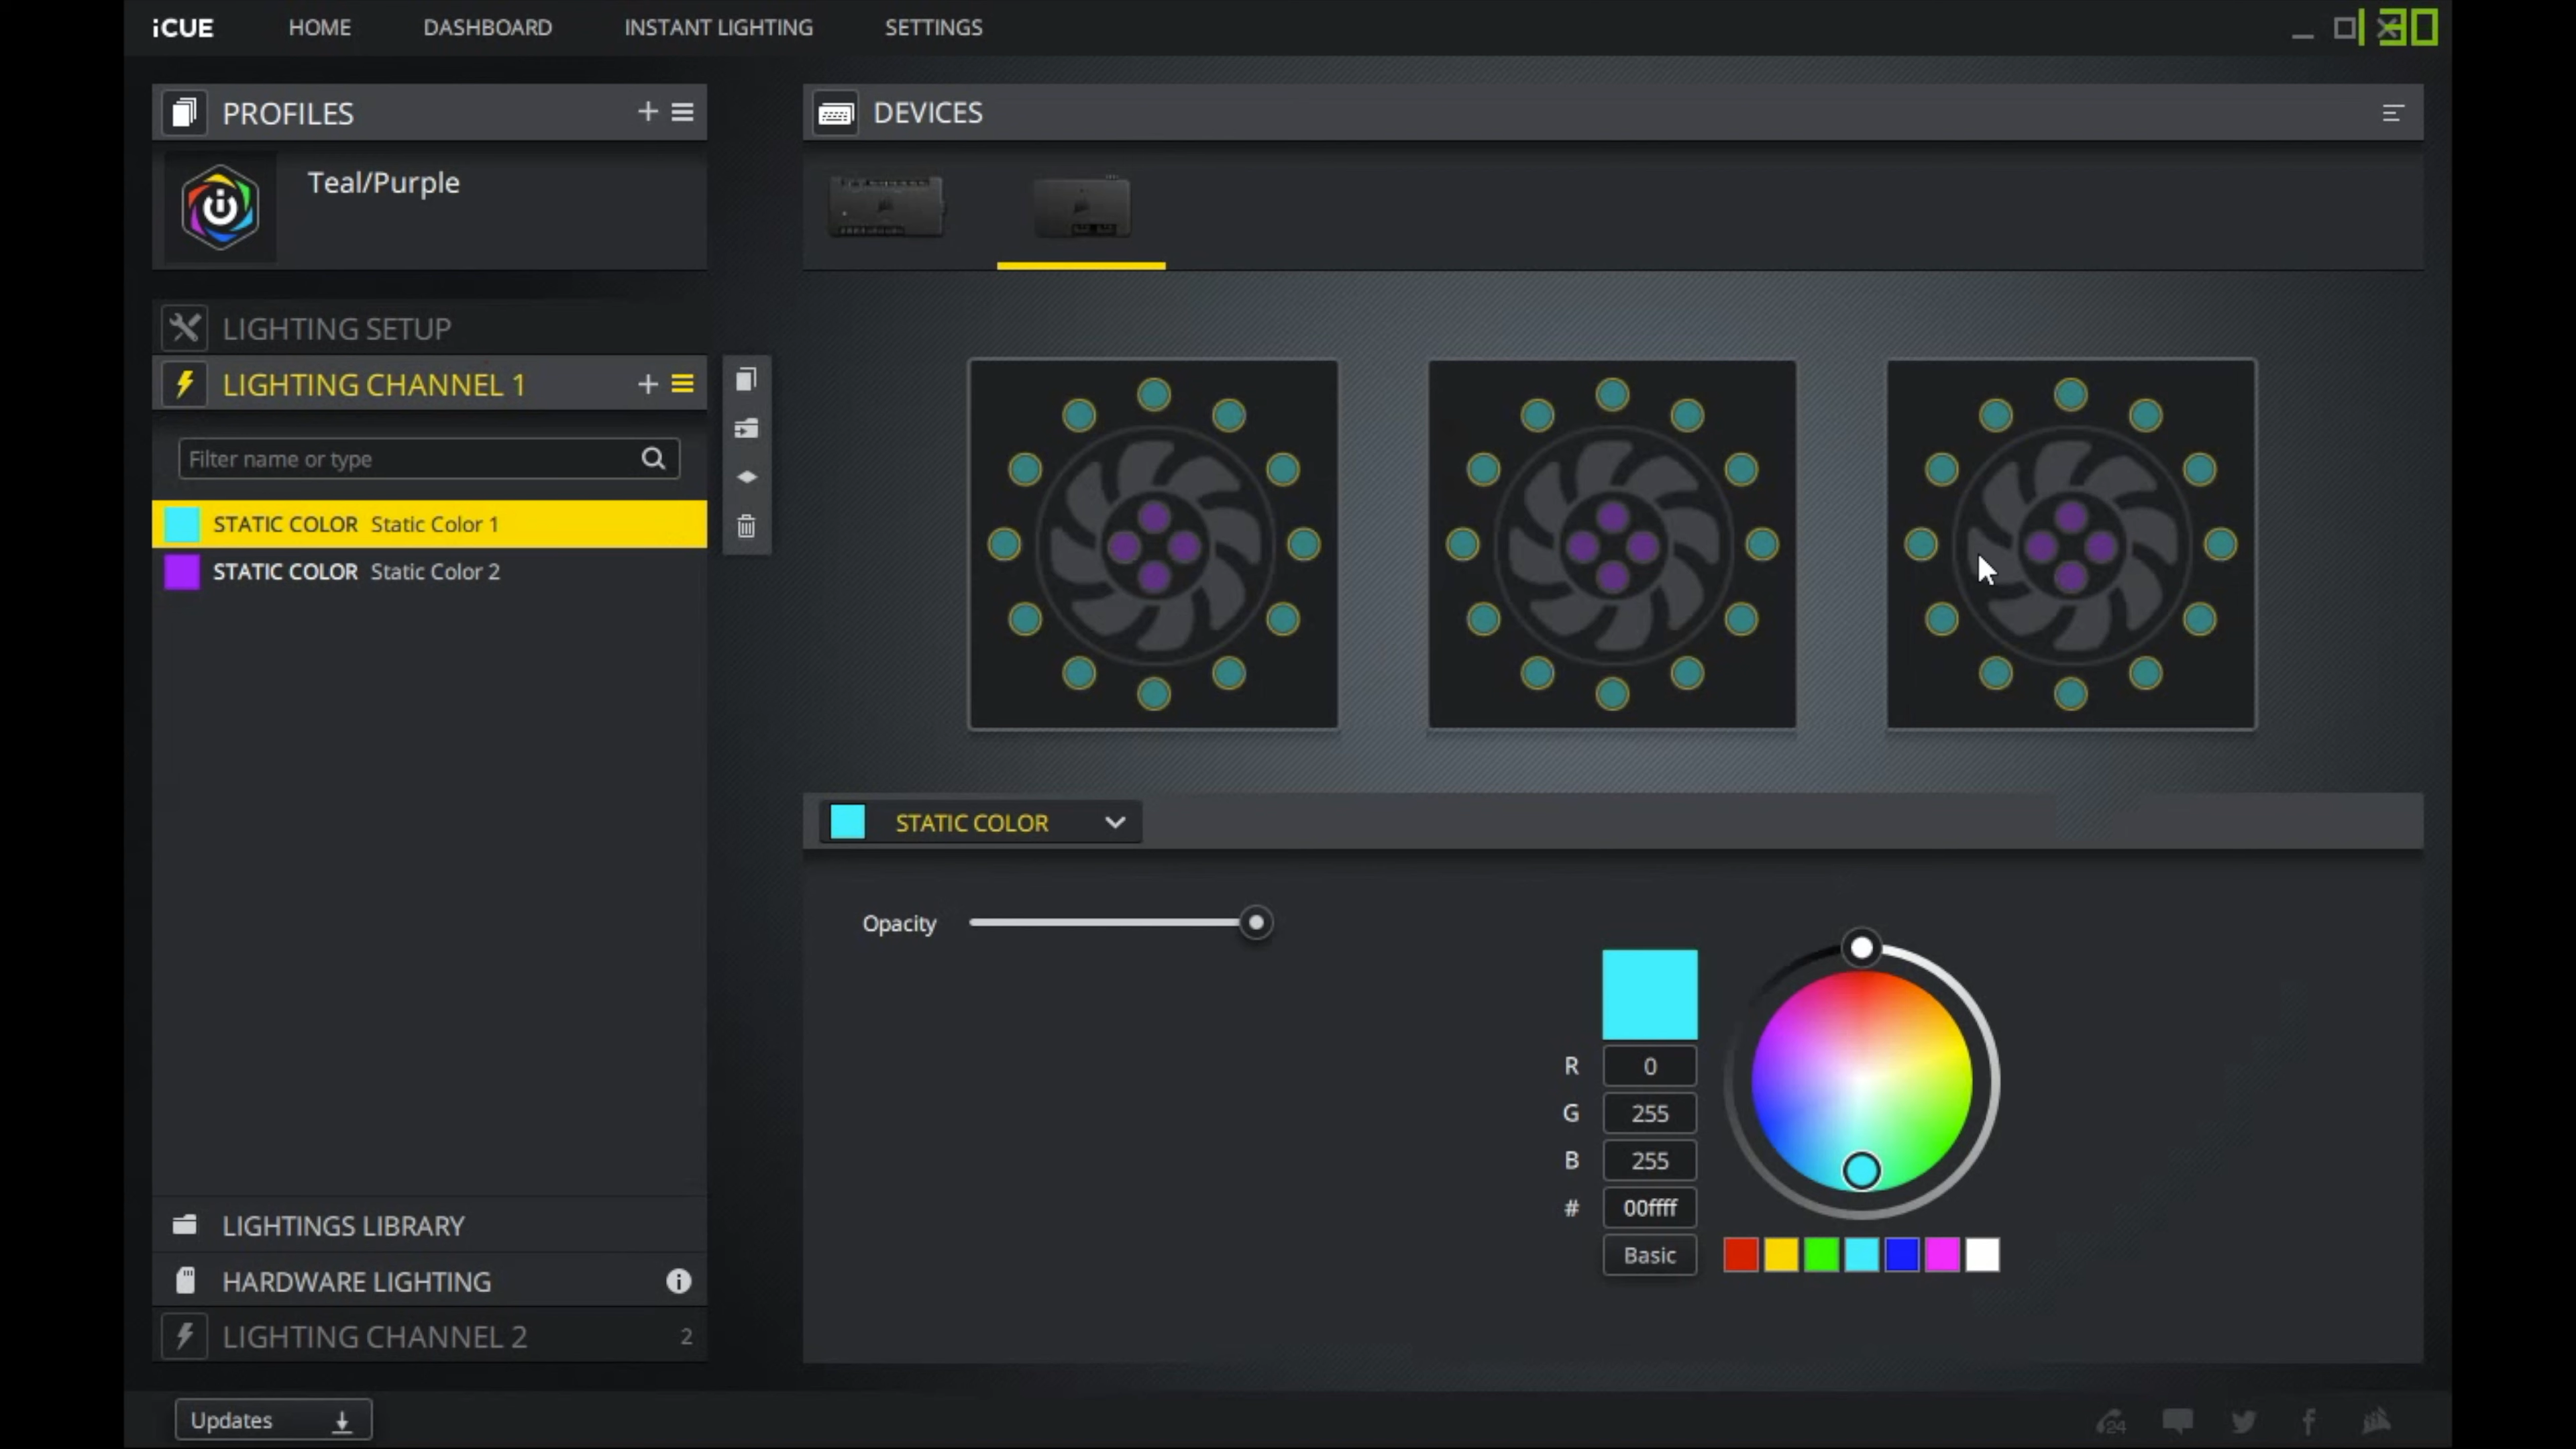 iCUE HOME DASHBOARD INSTANT LIGHTING SETTINGS
130
PROFILES
Teal/Purple
LIGHTING SETUP
LIGHTING CHANNEL 1
Filter name or type
STATIC COLOR Static Color 1
STATIC COLOR Static Color 2
LIGHTINGS LIBRARY
HARDWARE LIGHTING
LIGHTING CHANNEL 2 2
Updates
DEVICES
STATIC COLOR
Opacity
R 0
G 255
B 255
# 00ffff
Basic
24